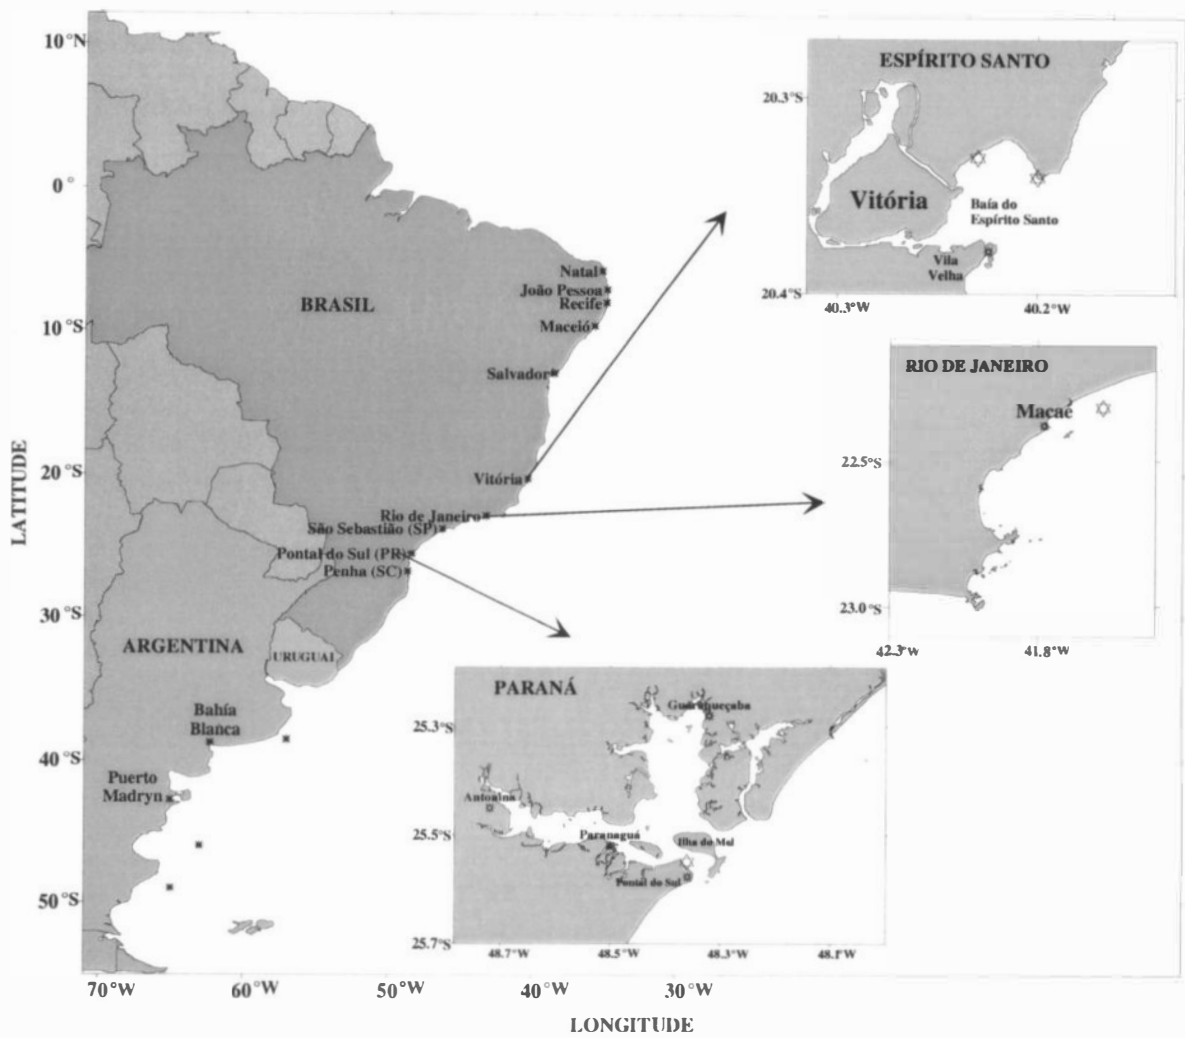 10°N
0°
10°S
20°S
30°S
40°S
50°S
LATITUDE
70°W
60°W
50°W
40°W
30°W
LONGITUDE
BRASIL
Natal
João Pessoa
Recife
Maceió
Salvador
Vitória
Rio de Janeiro
São Sebastião (SP)
Pontal do Sul (PR)
Penha (SC)
ARGENTINA
URUGUAI
Bahía
Blanca
Puerto
Madryn
ESPÍRITO SANTO
20.3°S
20.4°S
40.3°W
40.2°W
Vitória
Baía do
Espírito Santo
Vila
Velha
RIO DE JANEIRO
Macaé
22.5°S
23.0°S
42.3°W
41.8°W
PARANÁ
Guaraqueçaba
25.3°S
Antonina
25.5°S
Paranaguá
Ilha do Mel
Pontal do Sul
25.7°S
48.7°W
48.5°W
48.3°W
48.1°W